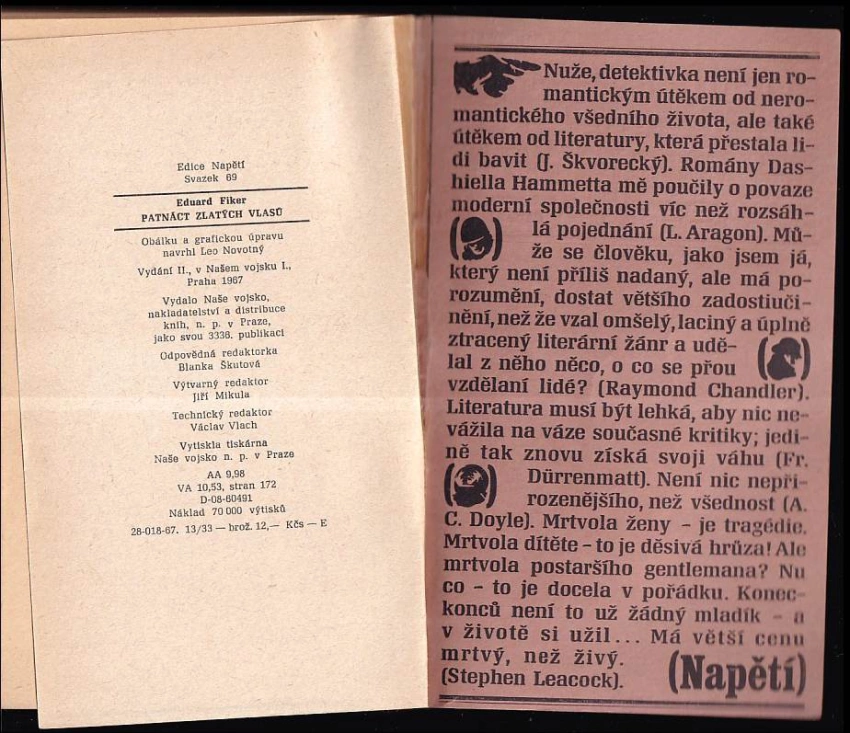 Edice Napětí
Svazek 69
Eduard Fiker
PATNÁCT ZLATÝCH VLASŮ
Obálku a grafickou úpravu
navrhl Leo Novotný
Vydání II., v Našem vojsku I.,
Praha 1967
Vydalo Naše vojsko,
nakladatelství a distribuce
knih, n. p. v Praze,
jako svou 3336. publikaci
Odpovědná redaktorka
Blanka Škutová
Výtvarný redaktor
Jiří Mikula
Technický redaktor
Václav Vlach
Vytiskla tiskárna
Naše vojsko n. p. v Praze
AA 9,98
VA 10,53, stran 172
D-08-60491
Náklad 70 000 výtisků
28-018-67. 13/33 — brož. 12,— Kčs — E
Nuže, detektivka není jen ro-
mantickým útěkem od nero-
mantického všedního života, ale také
útěkem od literatury, která přestala li-
di bavit (J. Škvorecký). Romány Das-
hiella Hammetta mě poučily o povaze
moderní společnosti víc než rozsáh-
lá pojednání (L. Aragon). Mů-
že se člověku, jako jsem já,
který není příliš nadaný, ale má po-
rozumění, dostat většího zadostiuči-
nění, než že vzal omšelý, laciný a úplně
ztracený literární žánr a udě-
lal z něho něco, o co se přou
vzdělaní lidé? (Raymond Chandler).
Literatura musí být lehká, aby nic ne-
vážila na váze současné kritiky; jedi-
ně tak znovu získá svoji váhu (Fr.
Dürrenmatt). Není nic nepři-
rozenějšího, než všednost (A.
C. Doyle). Mrtvola ženy – je tragédie.
Mrtvola dítěte – to je děsivá hrůza! Ale
mrtvola postaršího gentlemana? Nu
co – to je docela v pořádku. Konec-
konců není to už žádný mladík – a
v životě si užil... Má větší cenu
mrtvý, než živý.
(Stephen Leacock).
(Napětí)